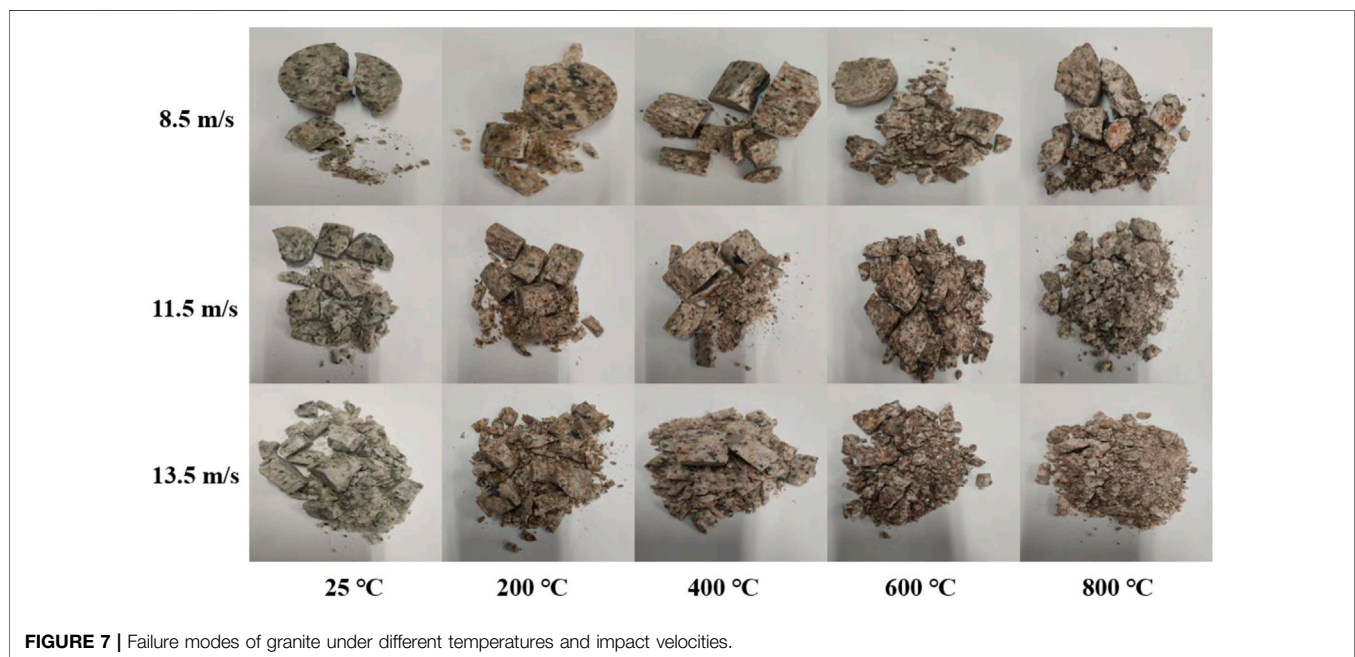 8.5 m/s
11.5 m/s
13.5 m/s
25 ℃
200 ℃
400 ℃
600 ℃
800 ℃
FIGURE 7 | Failure modes of granite under different temperatures and impact velocities.